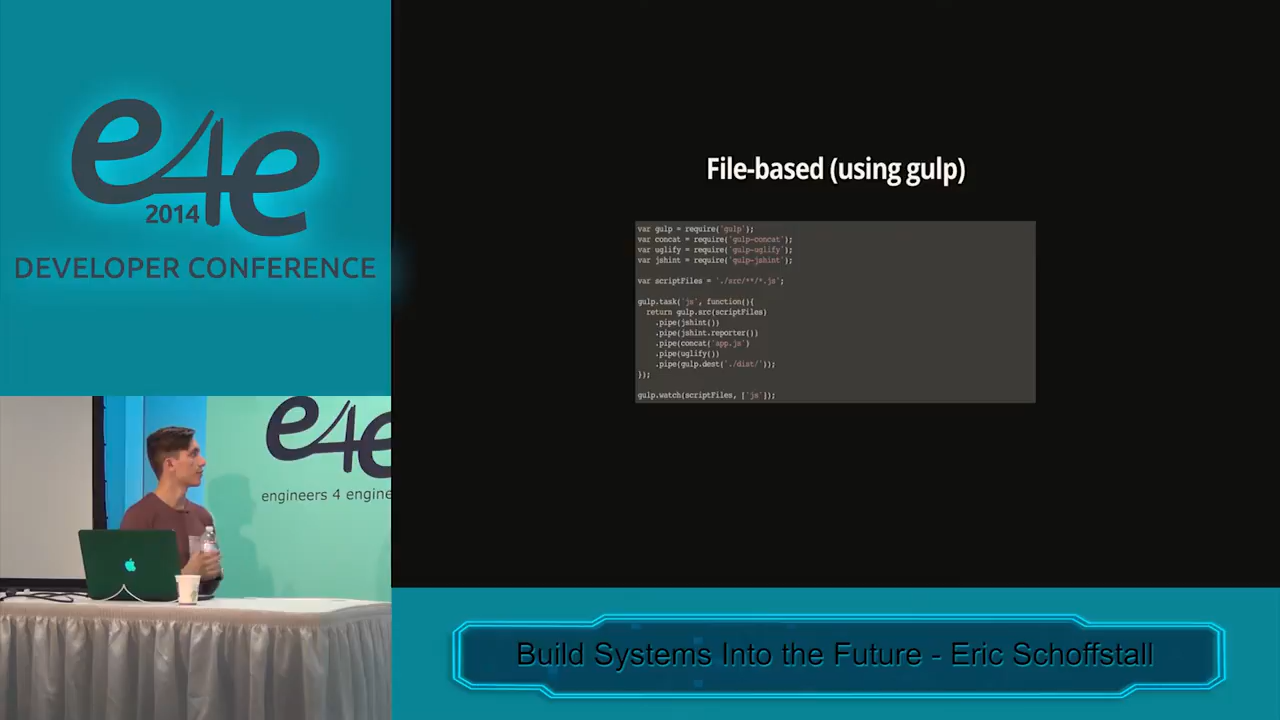 e4e
2014
DEVELOPER CONFERENCE
File-based (using gulp)
var gulp = require('gulp');
var concat = require('gulp-concat');
var uglify = require('gulp-uglify');
var jshint = require('gulp-jshint');
var scriptFiles = './src/**/*.js';
gulp.task('js', function(){
return gulp.src(scriptFiles)
.pipe(jshint())
.pipe(jshint.reporter())
.pipe(concat('app.js')
.pipe(uglify())
.pipe(gulp.dest('./dist/'));
});
gulp.watch(scriptFiles, ['js']);
e4e
engineers 4 engine
Build Systems Into the Future - Eric Schoffstall